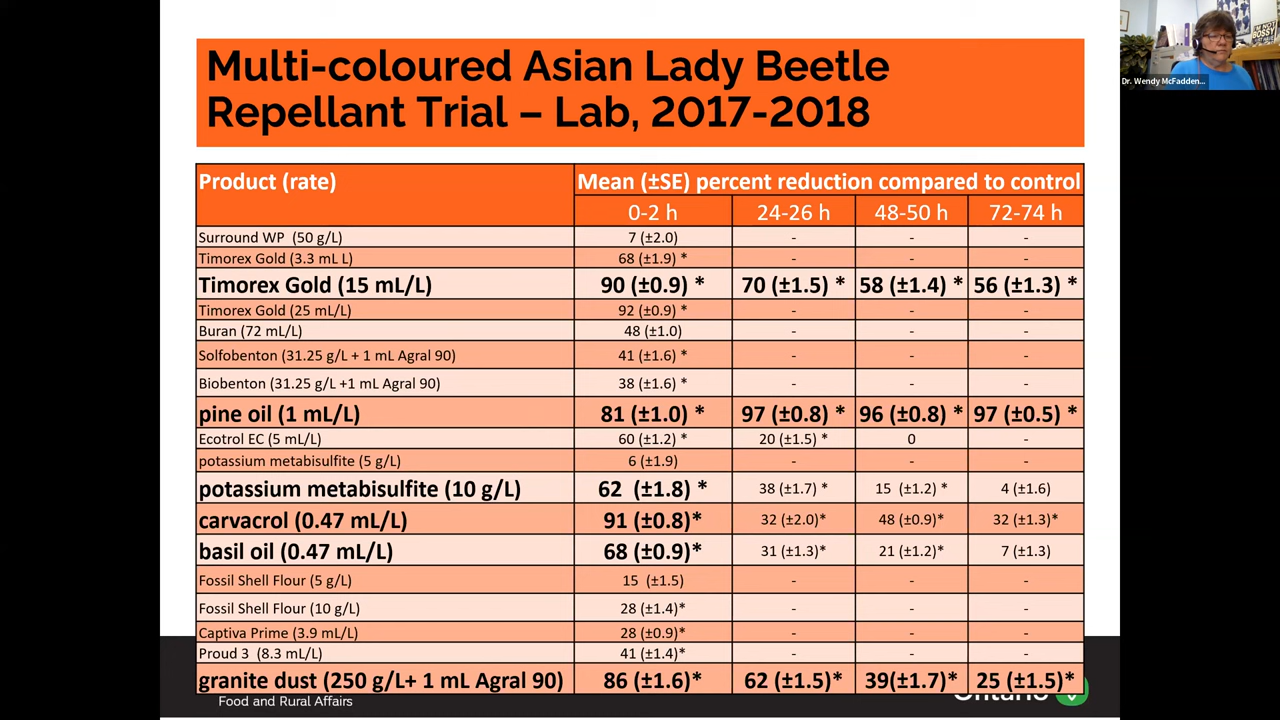 Multi-coloured Asian Lady Beetle
Repellant Trial – Lab, 2017-2018
Product (rate) Mean (±SE) percent reduction compared to control
0-2 h 24-26 h 48-50 h 72-74 h
Surround WP (50 g/L) 7 (±2.0) - - -
Timorex Gold (3.3 mL L) 68 (±1.9) * - - -
Timorex Gold (15 mL/L) 90 (±0.9) * 70 (±1.5) * 58 (±1.4) * 56 (±1.3) *
Timorex Gold (25 mL/L) 92 (±0.9) * - - -
Buran (72 mL/L) 48 (±1.0) - - -
Solfobenton (31.25 g/L + 1 mL Agral 90) 41 (±1.6) * - - -
Biobenton (31.25 g/L +1 mL Agral 90) 38 (±1.6) * - - -
pine oil (1 mL/L) 81 (±1.0) * 97 (±0.8) * 96 (±0.8) * 97 (±0.5) *
Ecotrol EC (5 mL/L) 60 (±1.2) * 20 (±1.5) * 0 -
potassium metabisulfite (5 g/L) 6 (±1.9) - - -
potassium metabisulfite (10 g/L) 62 (±1.8) * 38 (±1.7) * 15 (±1.2) * 4 (±1.6)
carvacrol (0.47 mL/L) 91 (±0.8)* 32 (±2.0)* 48 (±0.9)* 32 (±1.3)*
basil oil (0.47 mL/L) 68 (±0.9)* 31 (±1.3)* 21 (±1.2)* 7 (±1.3)
Fossil Shell Flour (5 g/L) 15 (±1.5) - - -
Fossil Shell Flour (10 g/L) 28 (±1.4)* - - -
Captiva Prime (3.9 mL/L) 28 (±0.9)* - - -
Proud 3 (8.3 mL/L) 41 (±1.4)* - - -
granite dust (250 g/L+ 1 mL Agral 90) 86 (±1.6)* 62 (±1.5)* 39(±1.7)* 25 (±1.5)*
Food and Rural Affairs
Ontario
Dr. Wendy McFadden...
I'M NOT
BOSSY